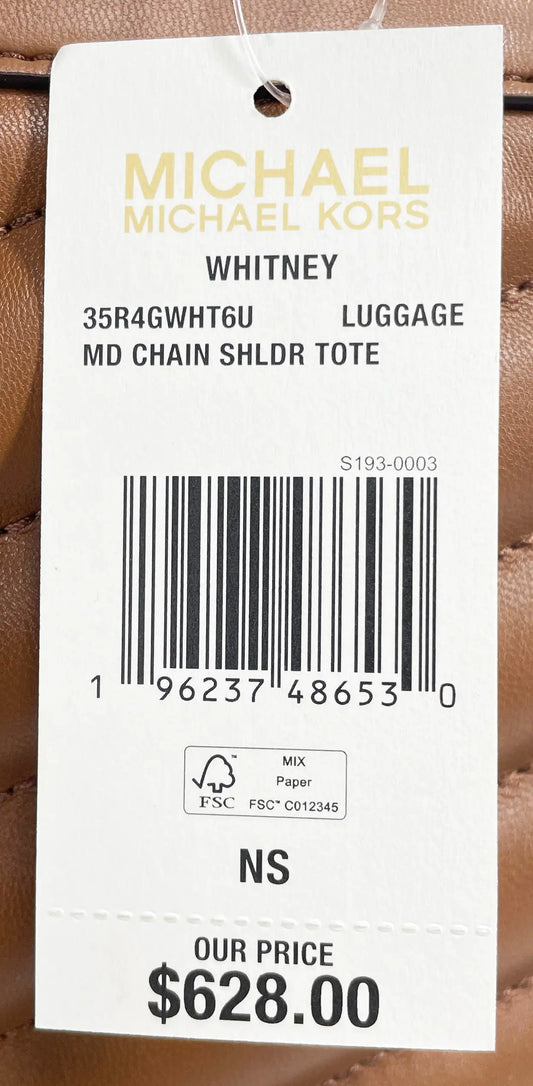 MICHAEL
MICHAEL KORS
WHITNEY
35R4GWHT6U LUGGAGE
MD CHAIN SHLDR TOTE
S193-0003
1 96237 48653 0
MIX
Paper
FSC™ C012345
FSC
NS
OUR PRICE
$628.00